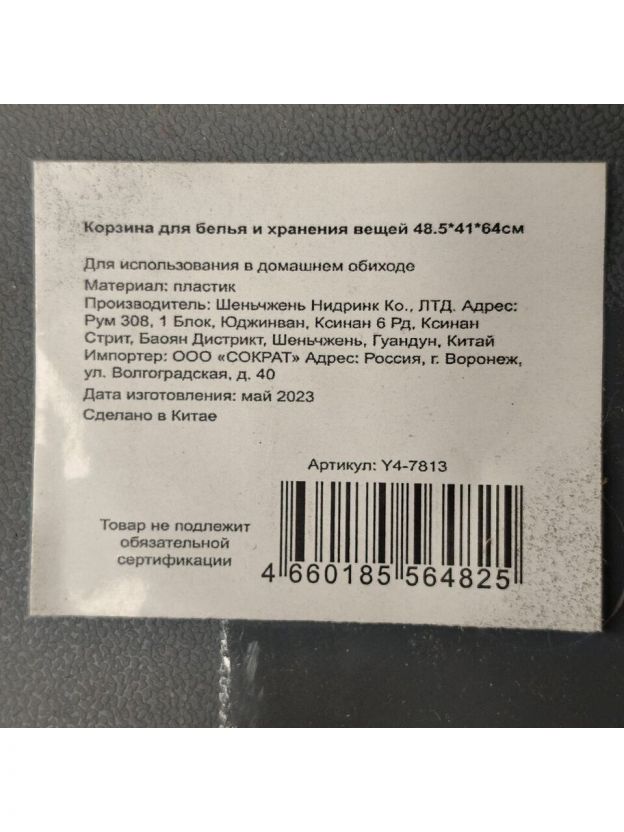 Корзина для белья и хранения вещей 48.5*41*64см
Для использования в домашнем обиходе
Материал: пластик
Производитель: Шеньчжень Нидринк Ко., ЛТД. Адрес:
Рум 308, 1 Блок, Юджинван, Ксинан 6 Рд, Ксинан
Стрит, Баоян Дистрикт, Шеньчжень, Гуандун, Китай
Импортер: ООО «СОКРАТ» Адрес: Россия, г. Воронеж,
ул. Волгоградская, д. 40
Дата изготовления: май 2023
Сделано в Китае
Артикул: Y4-7813
Товар не подлежит
обязательной
сертификации
4 660185 564825